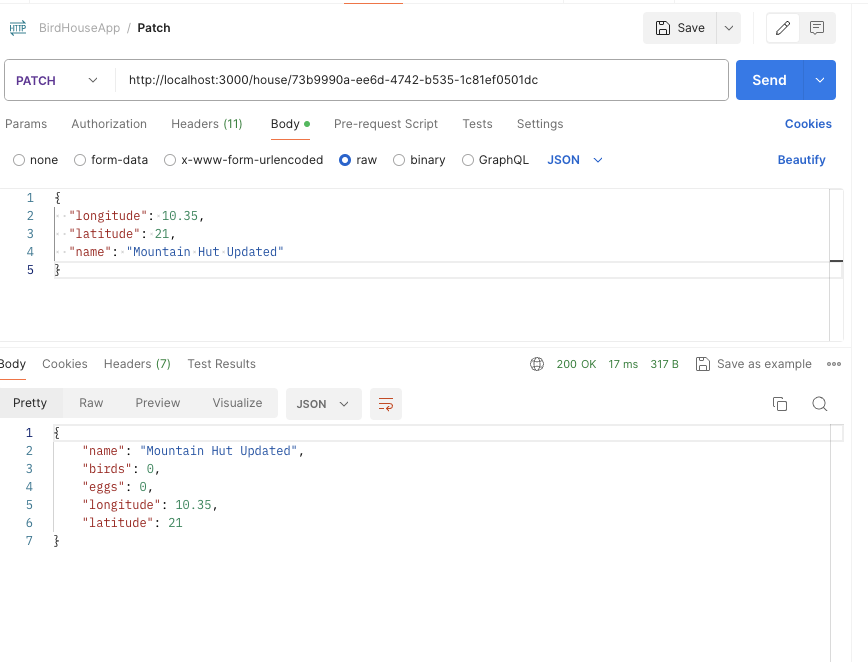 HTTP BirdHouseApp / Patch Save
PATCH http://localhost:3000/house/73b9990a-ee6d-4742-b535-1c81ef0501dc Send
Params Authorization Headers (11) Body Pre-request Script Tests Settings Cookies
none form-data x-www-form-urlencoded raw binary GraphQL JSON Beautify
1 {
2 "longitude": 10.35,
3 "latitude": 21,
4 "name": "Mountain Hut Updated"
5 }
Body Cookies Headers (7) Test Results 200 OK 17 ms 317 B Save as example
Pretty Raw Preview Visualize JSON
1 {
2 "name": "Mountain Hut Updated",
3 "birds": 0,
4 "eggs": 0,
5 "longitude": 10.35,
6 "latitude": 21
7 }